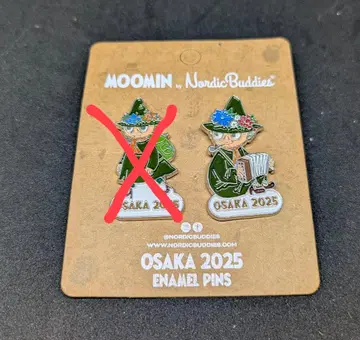 MOOMIN by NordicBuddies®
OSAKA 2025
OSAKA 2025
@NORDICBUDDIES
WWW.NORDICBUDDIES.COM
OSAKA 2025
ENAMEL PINS